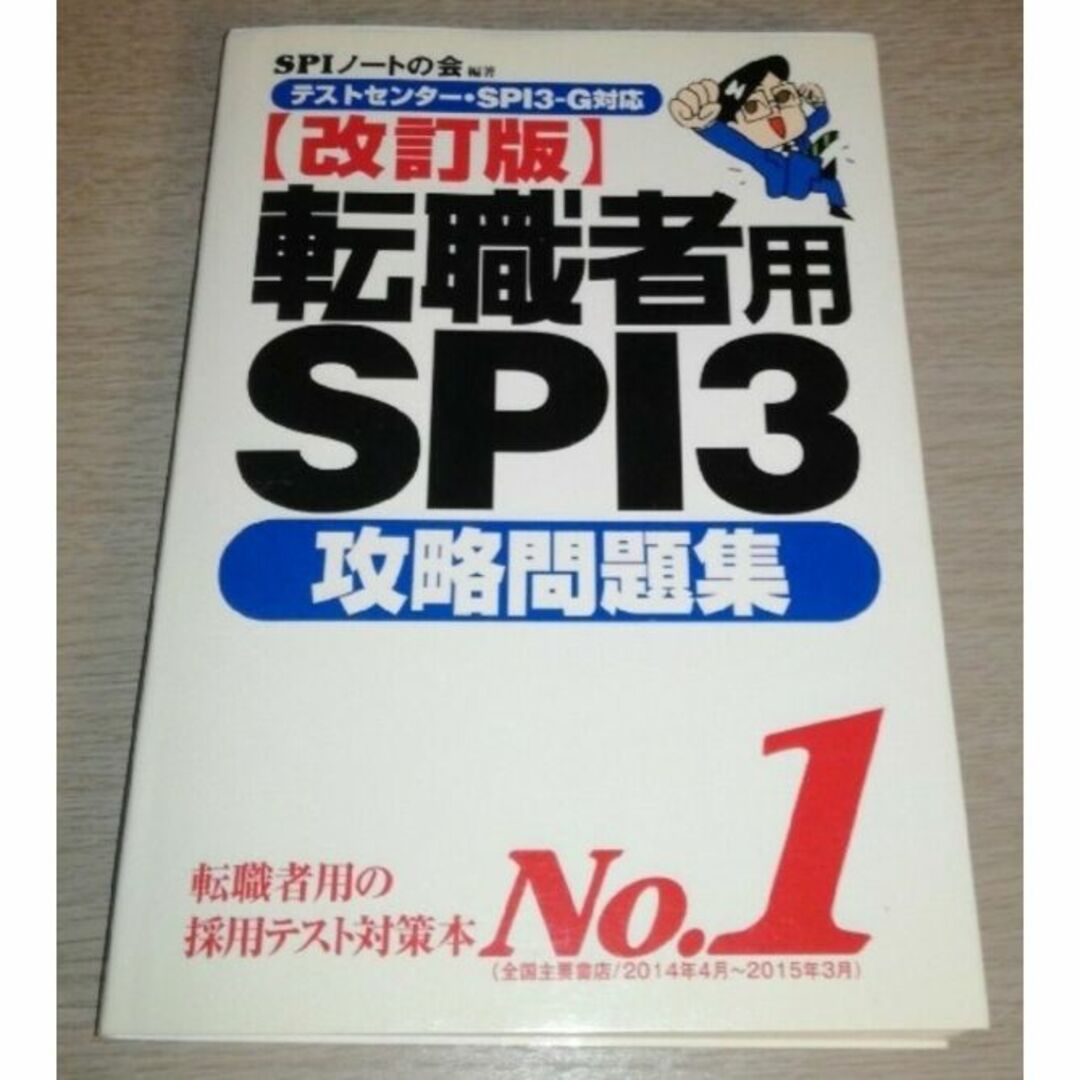 SPIノートの会 編著
テストセンター・SPI3-G対応
【改訂版】
転職者用
SPI3
攻略問題集
転職者用の
採用テスト対策本
No.1
（全国主要書店/2014年4月～2015年3月）